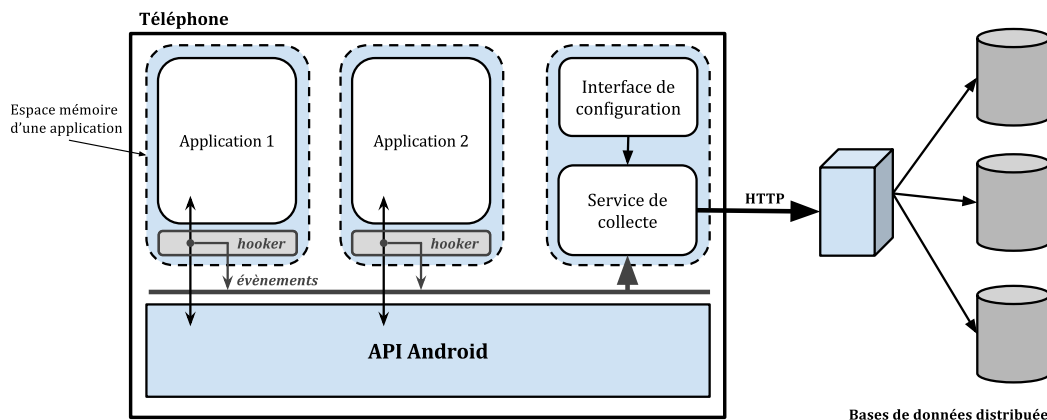 Téléphone
Espace mémoire
d'une application
Application 1
Application 2
Interface de
configuration
Service de
collecte
HTTP
hooker
hooker
évènements
API Android
Bases de données distribuée